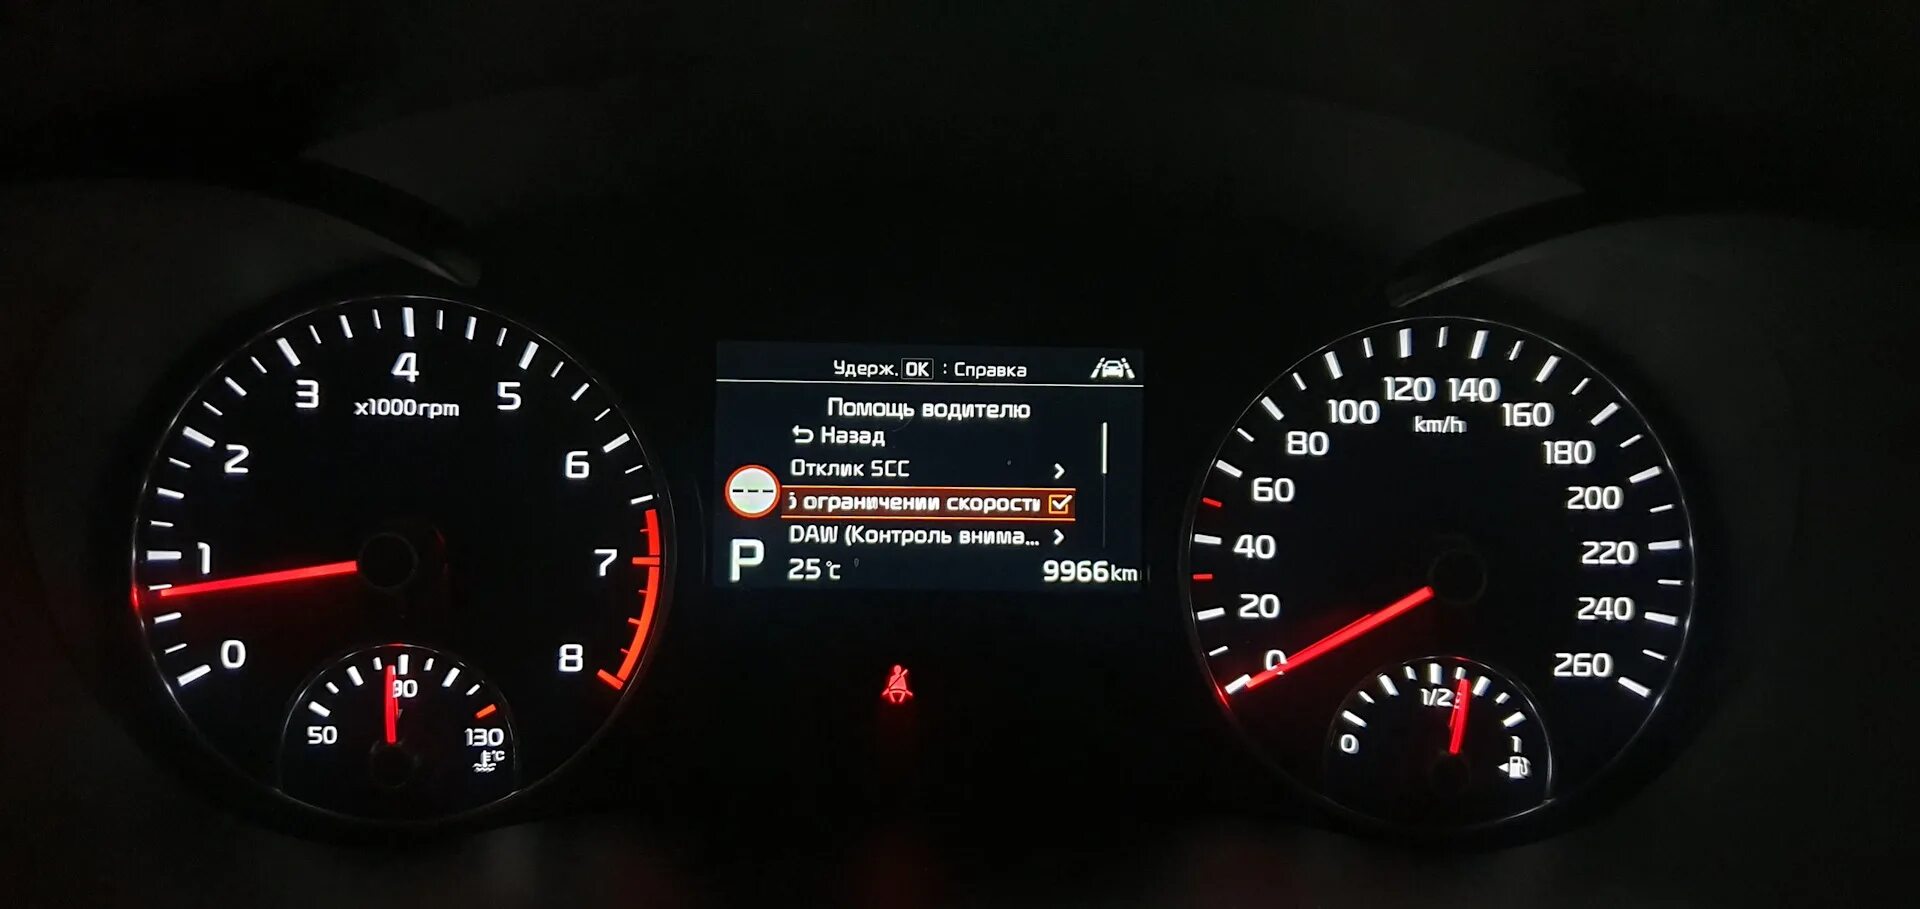 Удерж. OK : Справка
Помощь водителю
Назад
Отклик SCC
б ограничении скорости
DAW (Контроль внима...
P 25 °C 9966 km
0 1 2 3 4 5 6 7 8
x1000rpm
50 90 130
°C
0 20 40 60 80 100 120 140 160 180 200 220 240 260
km/h
0 1/2 1